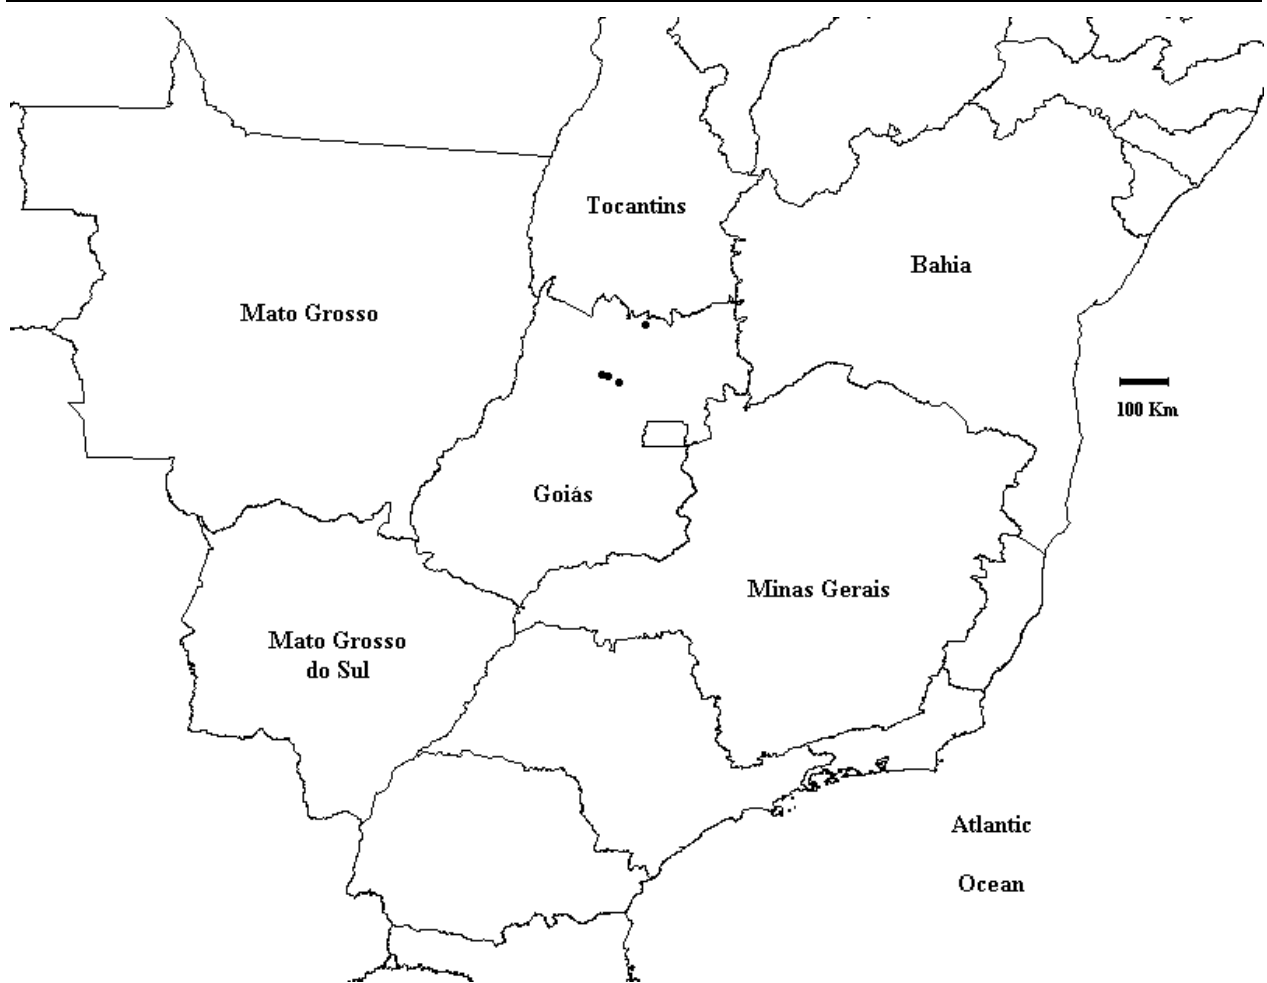 Tocantins
Bahia
Mato Grosso
100 Km
Goiás
Minas Gerais
Mato Grosso
do Sul
Atlantic
Ocean